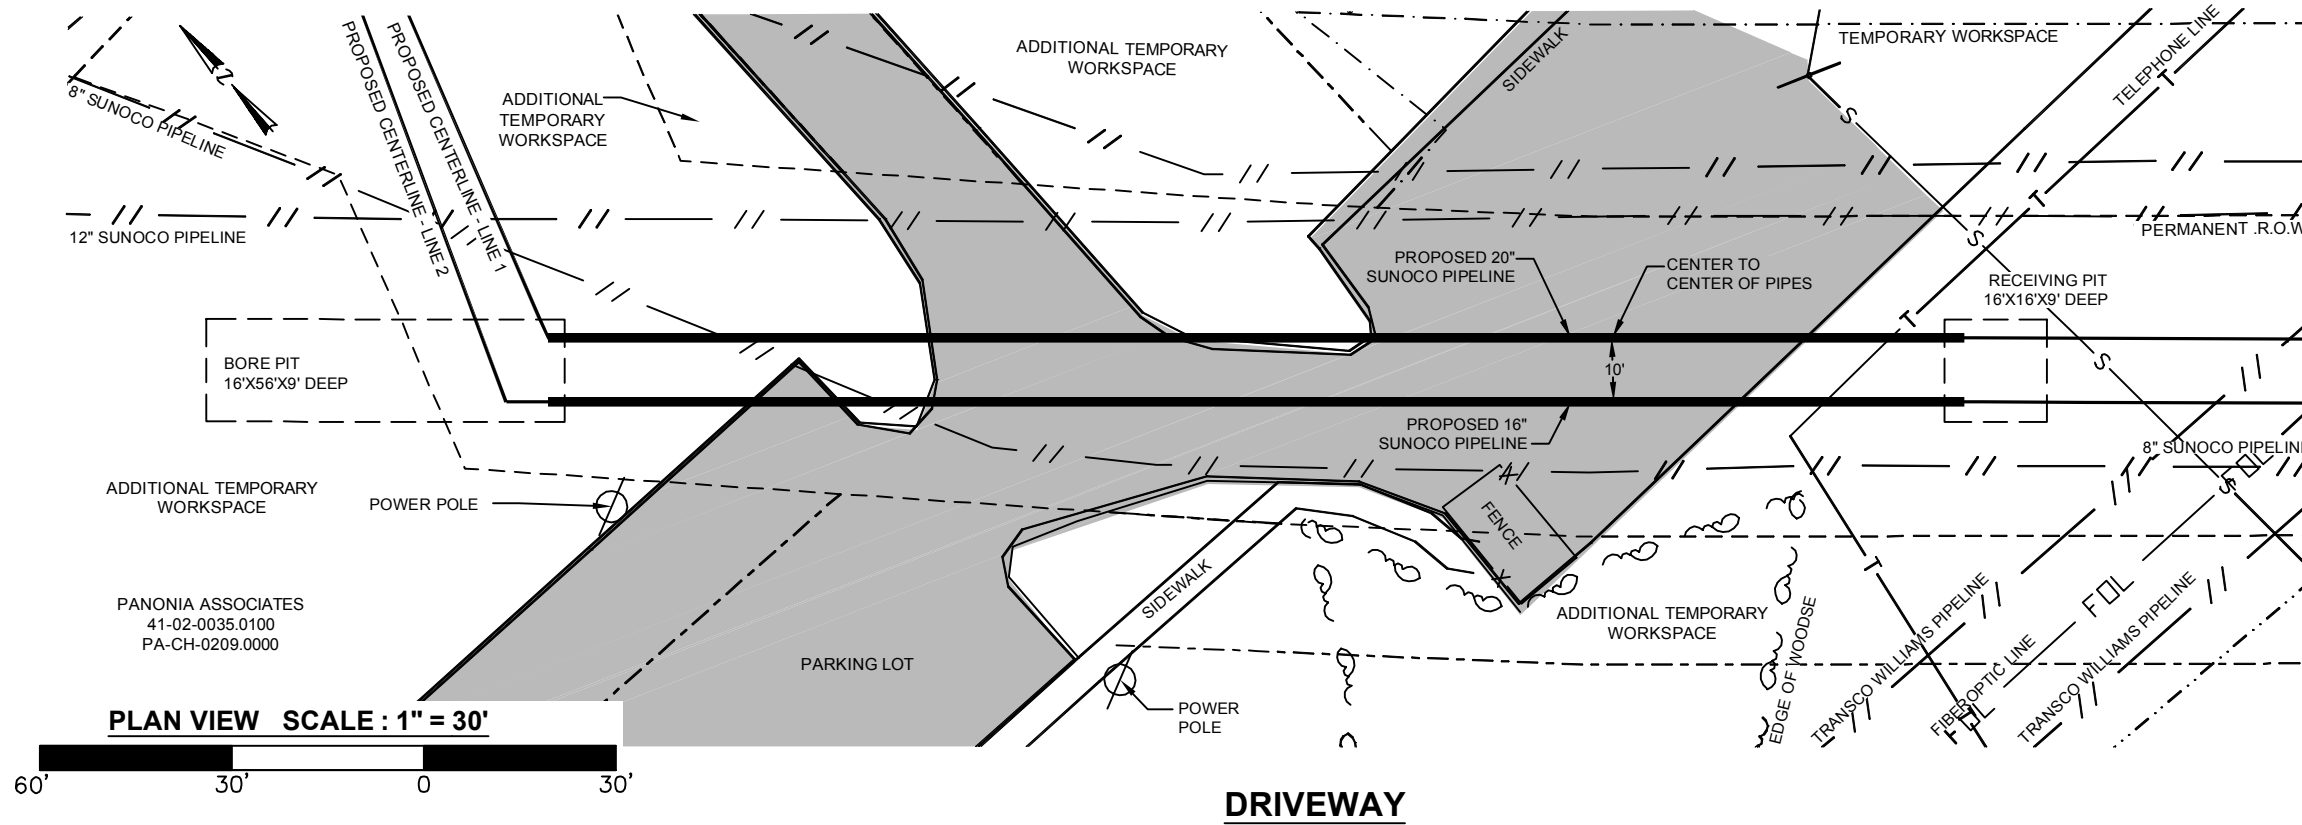 PROPOSED CENTERLINE - LINE 2
PROPOSED CENTERLINE - LINE 1
N
8" SUNOCO PIPELINE
ADDITIONAL
TEMPORARY
WORKSPACE
ADDITIONAL TEMPORARY
WORKSPACE
SIDEWALK
TEMPORARY WORKSPACE
TELEPHONE LINE
T
S
T
12" SUNOCO PIPELINE
S
PERMANENT .R.O.W
PROPOSED 20"
SUNOCO PIPELINE
CENTER TO
CENTER OF PIPES
RECEIVING PIT
16'X16'X9' DEEP
T
BORE PIT
16'X56'X9' DEEP
10'
S
PROPOSED 16"
SUNOCO PIPELINE
8" SUNOCO PIPELINE
FOL
S
X
ADDITIONAL TEMPORARY
WORKSPACE
POWER POLE
FENCE
X
T
SIDEWALK
PANONIA ASSOCIATES
41-02-0035.0100
PA-CH-0209.0000
ADDITIONAL TEMPORARY
WORKSPACE
EDGE OF WOODSE
TRANSCO WILLIAMS PIPELINE
FIBEROPTIC LINE
FOL
TRANSCO WILLIAMS PIPELINE
FOL
T
PARKING LOT
POWER
POLE
PLAN VIEW SCALE : 1" = 30'
60' 30' 0 30'
DRIVEWAY